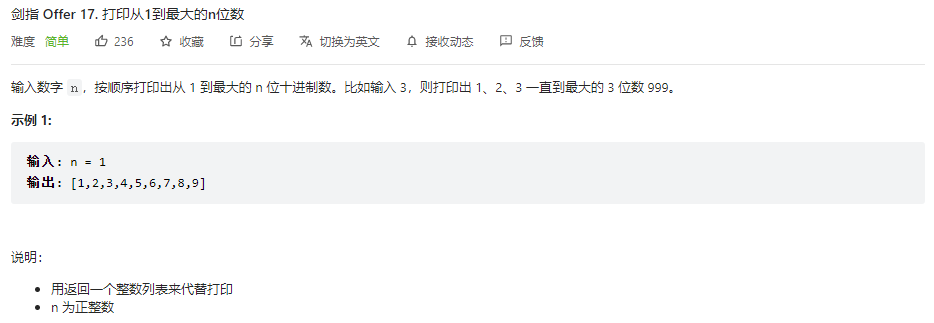 剑指 Offer 17. 打印从1到最大的n位数
难度 简单 236 收藏 分享 切换为英文 接收动态 反馈
输入数字 n，按顺序打印出从 1 到最大的 n 位十进制数。比如输入 3，则打印出 1、2、3 一直到最大的 3 位数 999。
示例 1:
输入: n = 1
输出: [1,2,3,4,5,6,7,8,9]
说明：
用返回一个整数列表来代替打印
n 为正整数